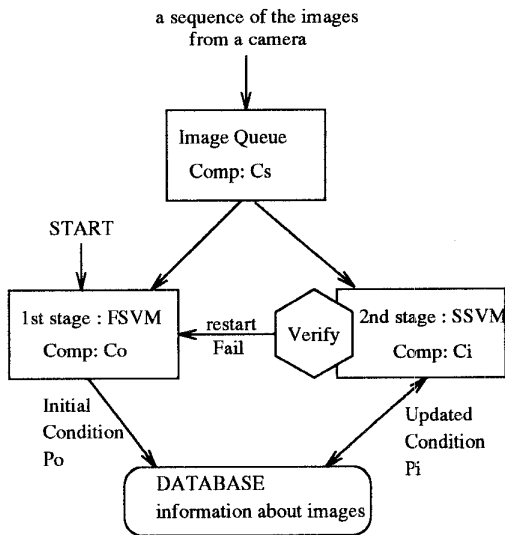 a sequence of the images
from a camera
Image Queue
Comp: Cs
START
1st stage : FSVM
Comp: Co
restart
Fail
Verify
2nd stage : SSVM
Comp: Ci
Initial
Condition
Po
Updated
Condition
Pi
DATABASE
information about images